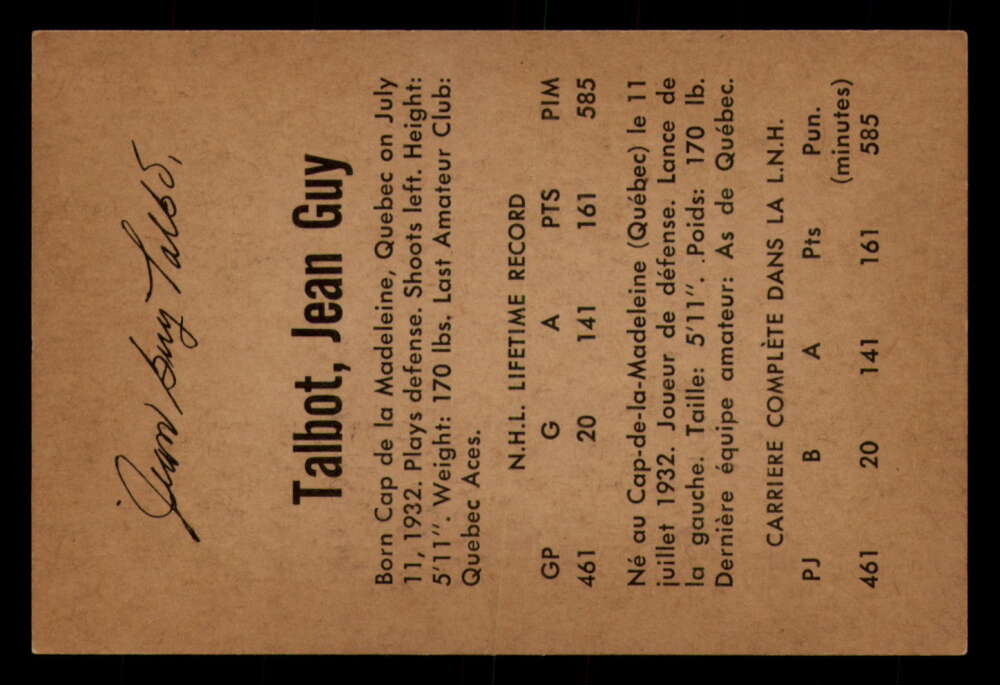 Jean Guy Talbot
Talbot, Jean Guy
Born Cap de la Madeleine, Quebec on July
11, 1932. Plays defense. Shoots left. Height:
5'11". Weight: 170 lbs. Last Amateur Club:
Quebec Aces.
N.H.L. LIFETIME RECORD
GP G A PTS PIM
461 20 141 161 585
Né au Cap-de-la-Madeleine (Québec) le 11
juillet 1932. Joueur de défense. Lance de
la gauche. Taille: 5'11". .Poids: 170 lb.
Dernière équipe amateur: As de Québec.
CARRIERE COMPLÈTE DANS LA L.N.H.
PJ B A Pts Pun.
(minutes)
461 20 141 161 585